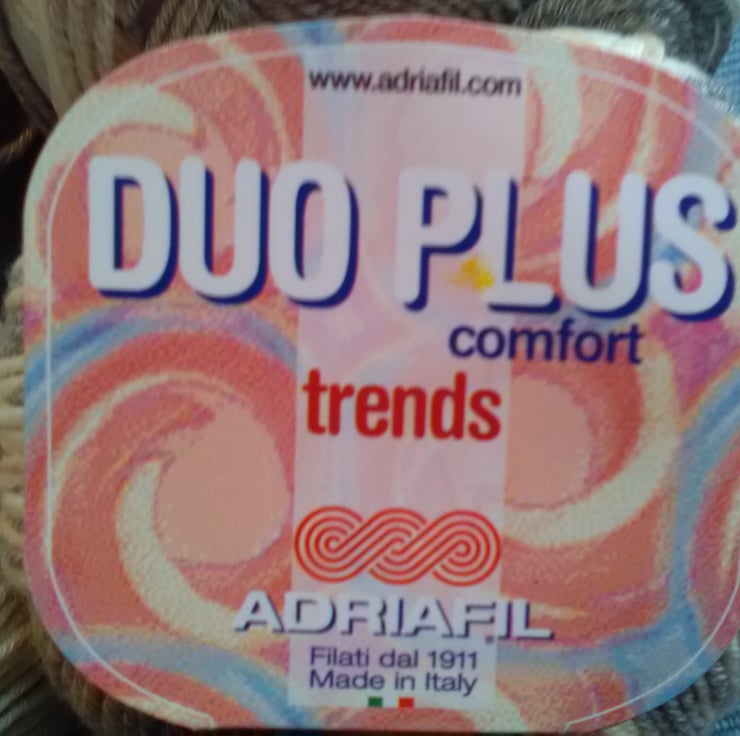 www.adriafil.com
DUO PLUS
comfort
trends
ADRIAFIL
Filati dal 1911
Made in Italy